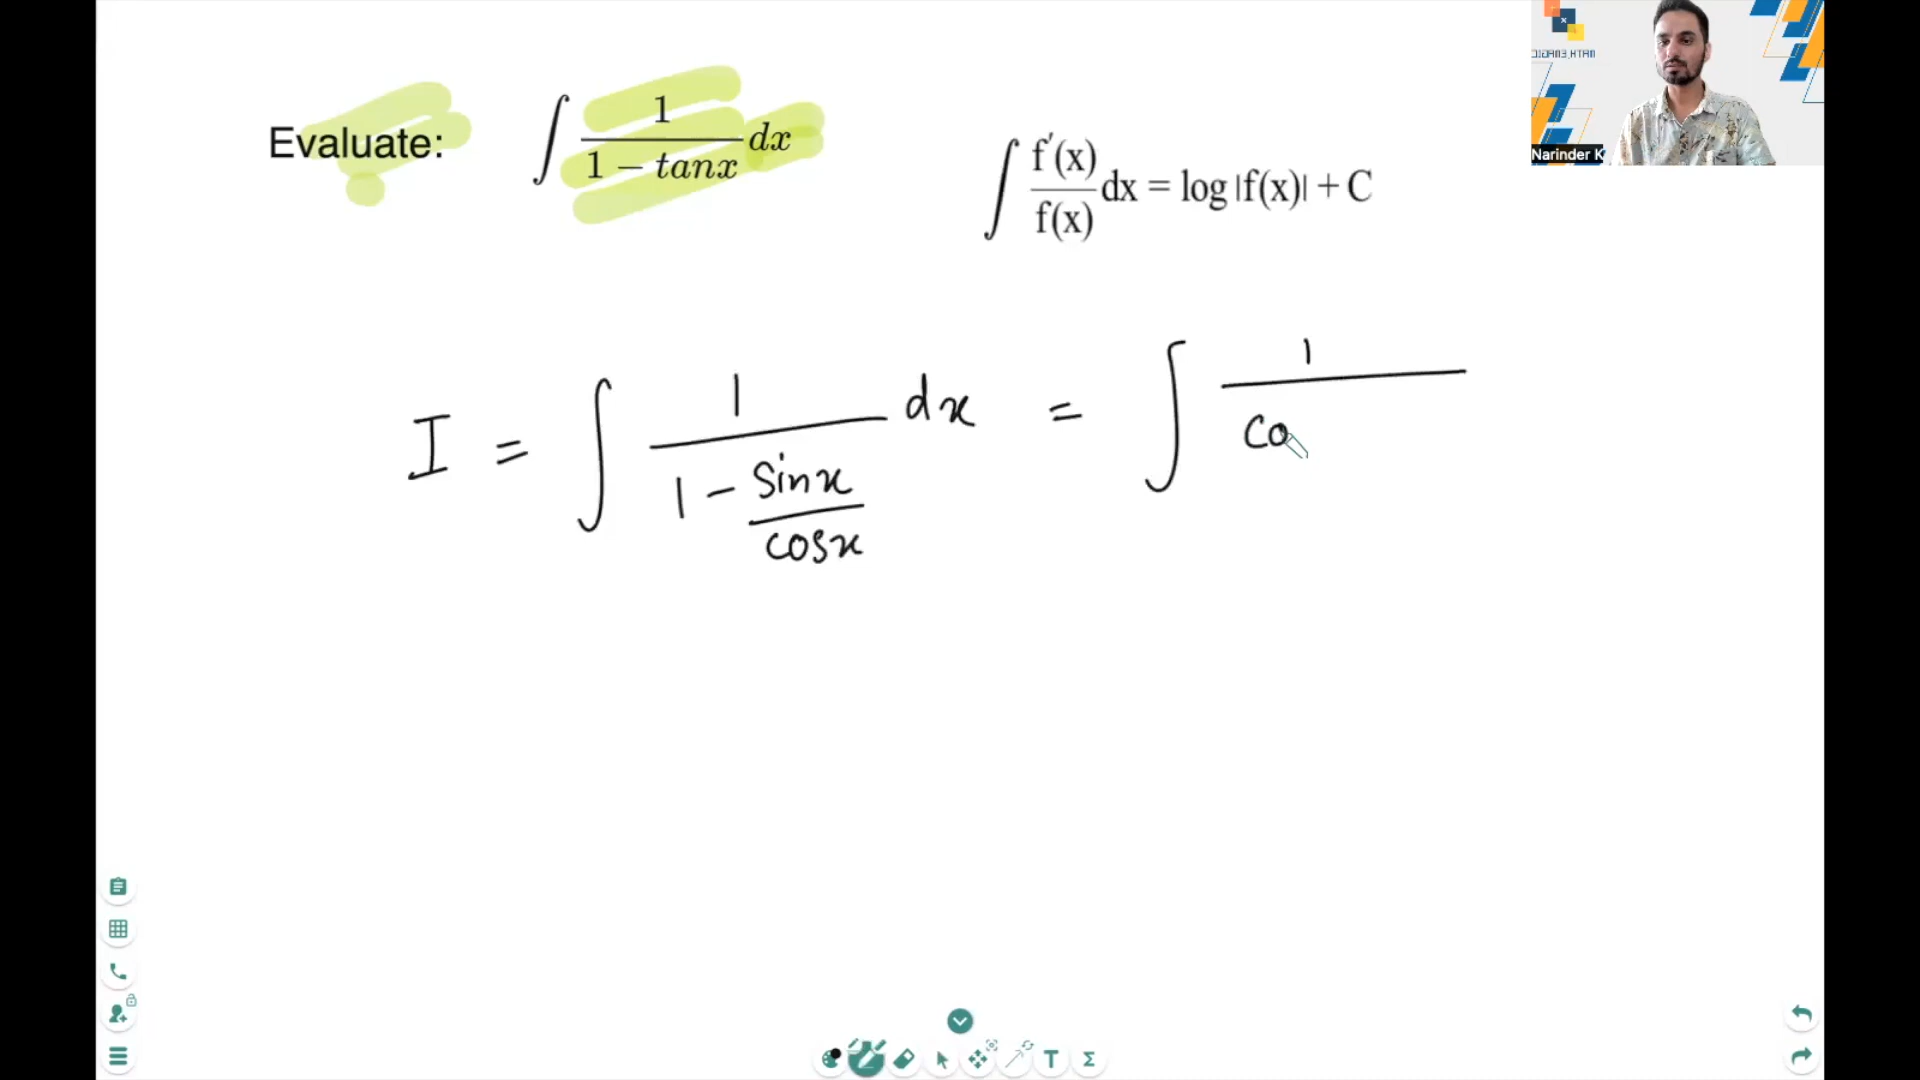 Evaluate: ∫ 1/(1 − tanx) dx
∫ f'(x)/f(x) dx = log |f(x)| + C
I = ∫ 1/(1 - sinx/cosx) dx = ∫ 1/co
Narinder K
T Σ